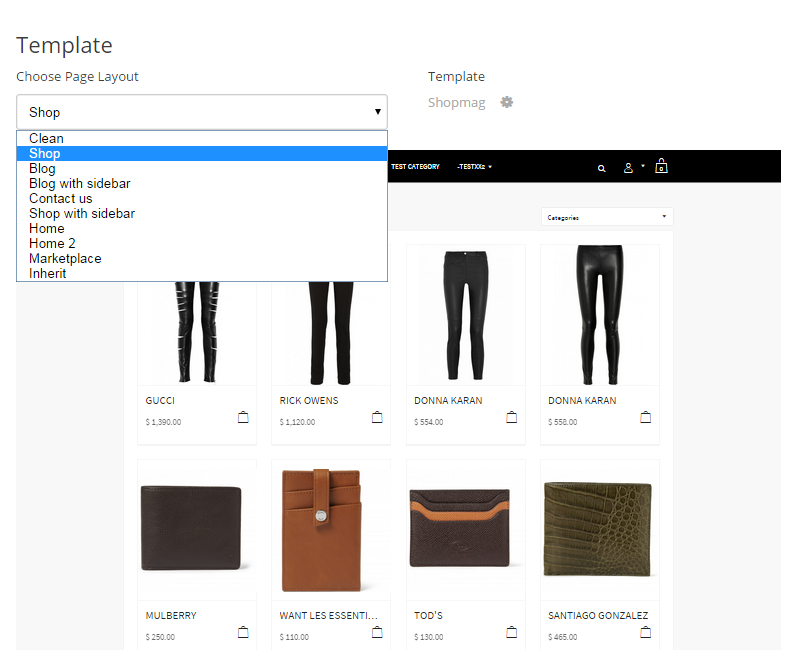 Template
Choose Page Layout
Template
Shop
Shopmag
Clean
Shop
Blog
Blog with sidebar
Contact us
Shop with sidebar
Home
Home 2
Marketplace
Inherit
TEST CATEGORY -TESTXX2
0
Categories
GUCCI RICK OWENS DONNA KARAN DONNA KARAN
$ 1,390.00 $ 1,120.00 $ 554.00 $ 558.00
MULBERRY WANT LES ESSENTI... TOD'S SANTIAGO GONZALEZ
$ 250.00 $ 110.00 $ 130.00 $ 465.00